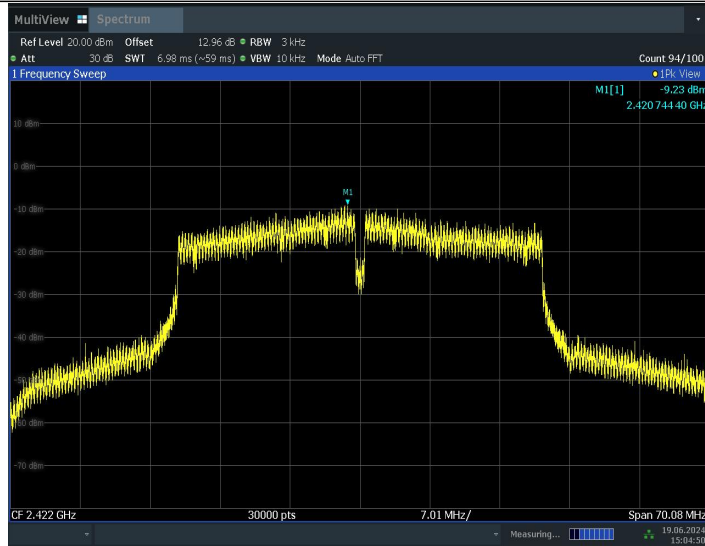 MultiView Spectrum
Ref Level 20.00 dBm Offset 12.96 dB RBW 3 kHz
Att 30 dB SWT 6.98 ms (~59 ms) VBW 10 kHz Mode Auto FFT Count 94/100
1 Frequency Sweep 1Pk View
M1[1] -9.23 dBm
2.420 744 40 GHz
10 dBm
0 dBm
M1
-10 dBm
-20 dBm
-30 dBm
-40 dBm
-50 dBm
-60 dBm
-70 dBm
CF 2.422 GHz 30000 pts 7.01 MHz/ Span 70.08 MHz
Measuring... 19.06.2024
15:04:50